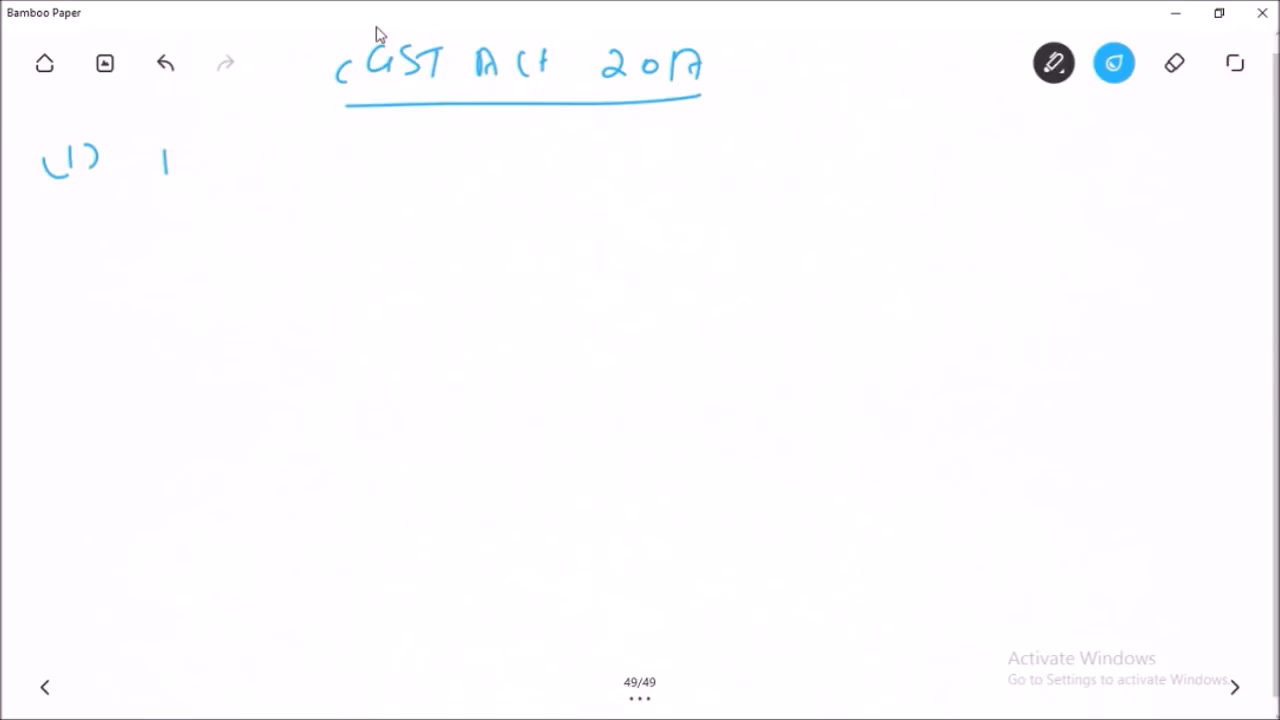 Bamboo Paper
CGST ACT 2017
(1) 1
49/49
Activate Windows
Go to Settings to activate Windows.